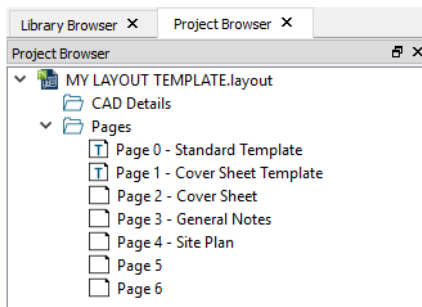 Library Browser X Project Browser X
Project Browser
MY LAYOUT TEMPLATE.layout
CAD Details
Pages
T Page 0 - Standard Template
T Page 1 - Cover Sheet Template
Page 2 - Cover Sheet
Page 3 - General Notes
Page 4 - Site Plan
Page 5
Page 6